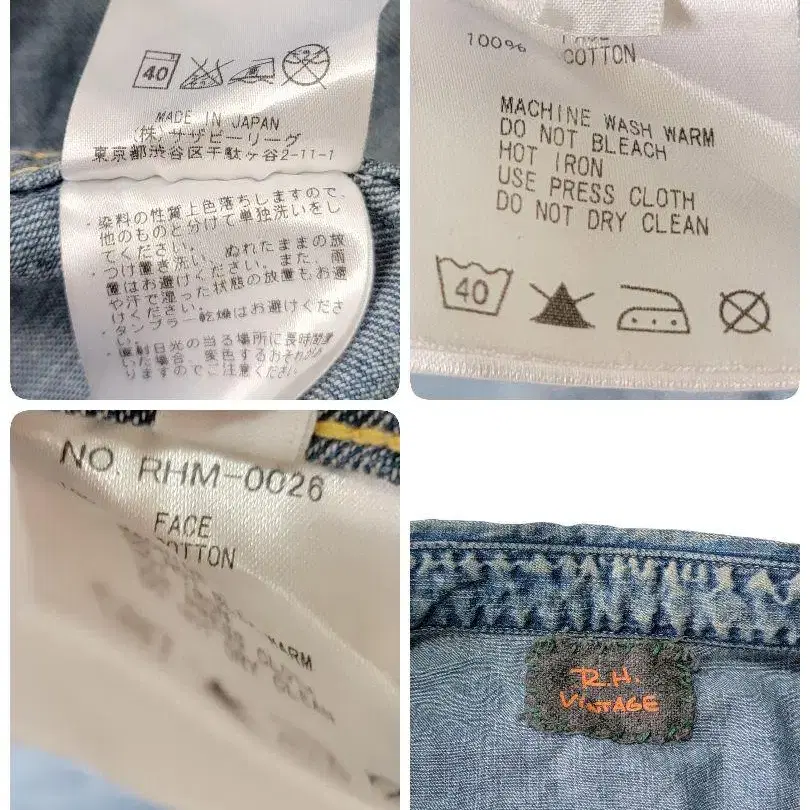 40
MADE IN JAPAN
(株)サザビーリーグ
東京都渋谷区千駄ヶ谷2-11-1
・染料の性質上色落ちしますので、
他のものと分けて単独洗いをし
てください。
・つけ置き洗い、ぬれたままの放
置はお避けください。また、雨
や汗で湿った状態の放置もお避
けください。
・タンブラー乾燥はお避けくださ
い。
・直射日光の当る場所に長時間置
いた場合、変色するおそれがあ
りますのでご注意ください。
100%
COTTON
MACHINE WASH WARM
DO NOT BLEACH
HOT IRON
USE PRESS CLOTH
DO NOT DRY CLEAN
40
NO. RHM-0026
FACE
COTTON
WARM
R.H.
VINTAGE